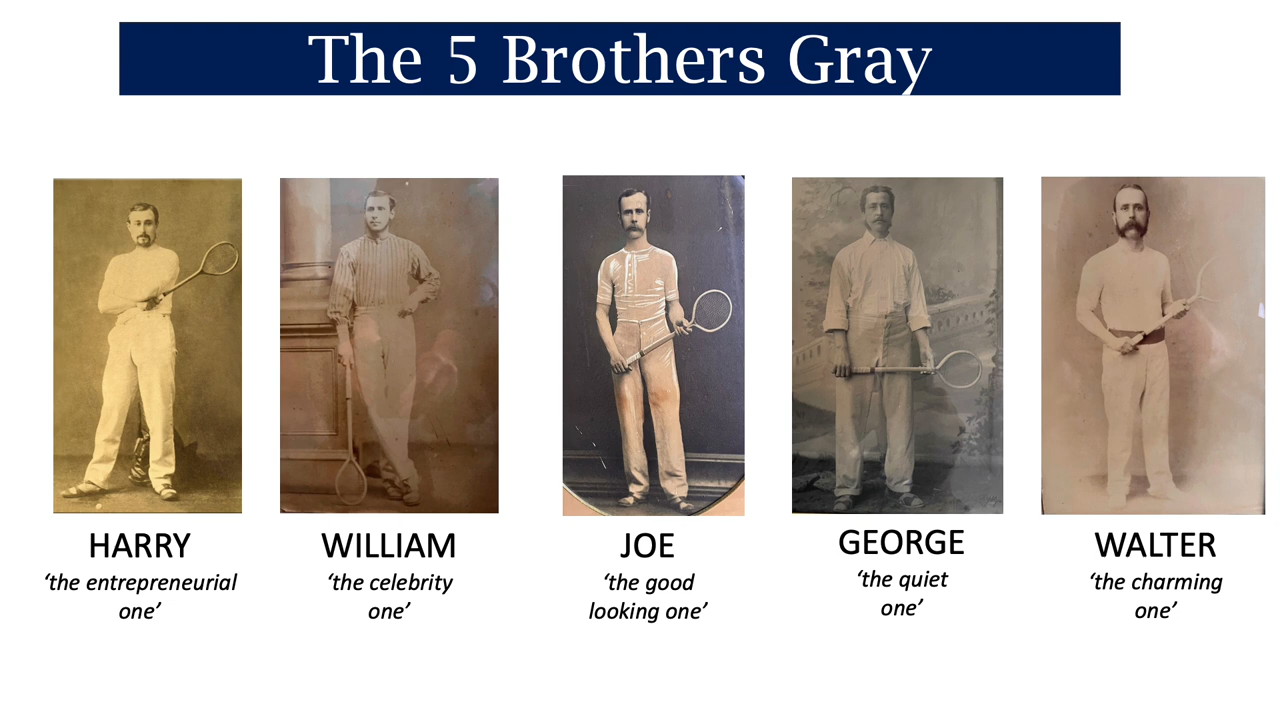 The 5 Brothers Gray
HARRY
‘the entrepreneurial
one’
WILLIAM
‘the celebrity
one’
JOE
‘the good
looking one’
GEORGE
‘the quiet
one’
WALTER
‘the charming
one’